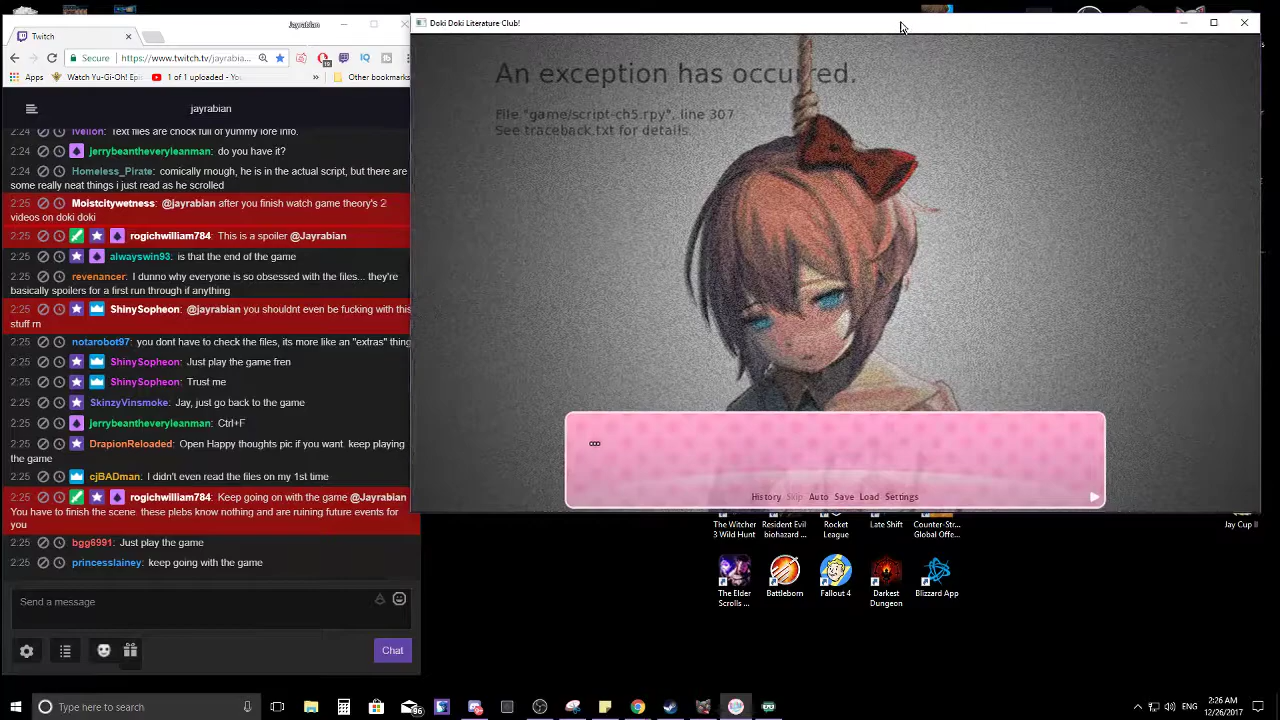 Jayrabian
Twitch
Secure
https://www.twitch.tv/jayrabia...
19
Apps
Watch Yu-Gi-Oh! Epis
1 of 1 uploaded - You
»
Other bookmarks
jayrabian
Ivelion: Text files are chock full of yummy lore info.
2:24 jerrybeantheveryleanman: do you have it?
2:24 Homeless_Pirate: comically rough, he is in the actual script, but there are
some really neat things i just read as he scrolled
2:25 Moistcitywetness: @jayrabian after you finish watch game theory's 2
videos on doki doki
2:25 rogichwilliam784: This is a spoiler @Jayrabian
2:25 alwayswin93: is that the end of the game
2:25 revenancer: I dunno why everyone is so obsessed with the files... they're
basically spoilers for a first run through if anything
2:25 ShinySopheon: @jayrabian you shouldnt even be fucking with this
stuff rn
2:25 notarobot97: you dont have to check the files, its more like an "extras" thing
2:25 ShinySopheon: Just play the game fren
2:25 ShinySopheon: Trust me
2:25 SkinzyVinsmoke: Jay, just go back to the game
2:25 jerrybeantheveryleanman: Ctrl+F
2:25 DrapionReloaded: Open Happy thoughts pic if you want. keep playing
the game
2:25 cjBADman: I didn't even read the files on my 1st time
2:25 rogichwilliam784: Keep going on with the game @Jayrabian
You have to finish the scene. these plebs know nothing and are ruining future events for
you
2:25 bgg6991: Just play the game
2:25 princesslainey: keep going with the game
Send a message
Chat
Doki Doki Literature Club!
An exception has occurred.
File "game/script-ch5.rpy", line 307
See traceback.txt for details.
History Skip Auto Save Load Settings
The Witcher
3 Wild Hunt
Resident Evil
biohazard ...
Rocket
League
Late Shift
Counter-Str...
Global Offe...
Jay Cup II
The Elder
Scrolls ...
Battleborn
Fallout 4
Darkest
Dungeon
Blizzard App
Type here to search
96
2:26 AM
12/26/2017